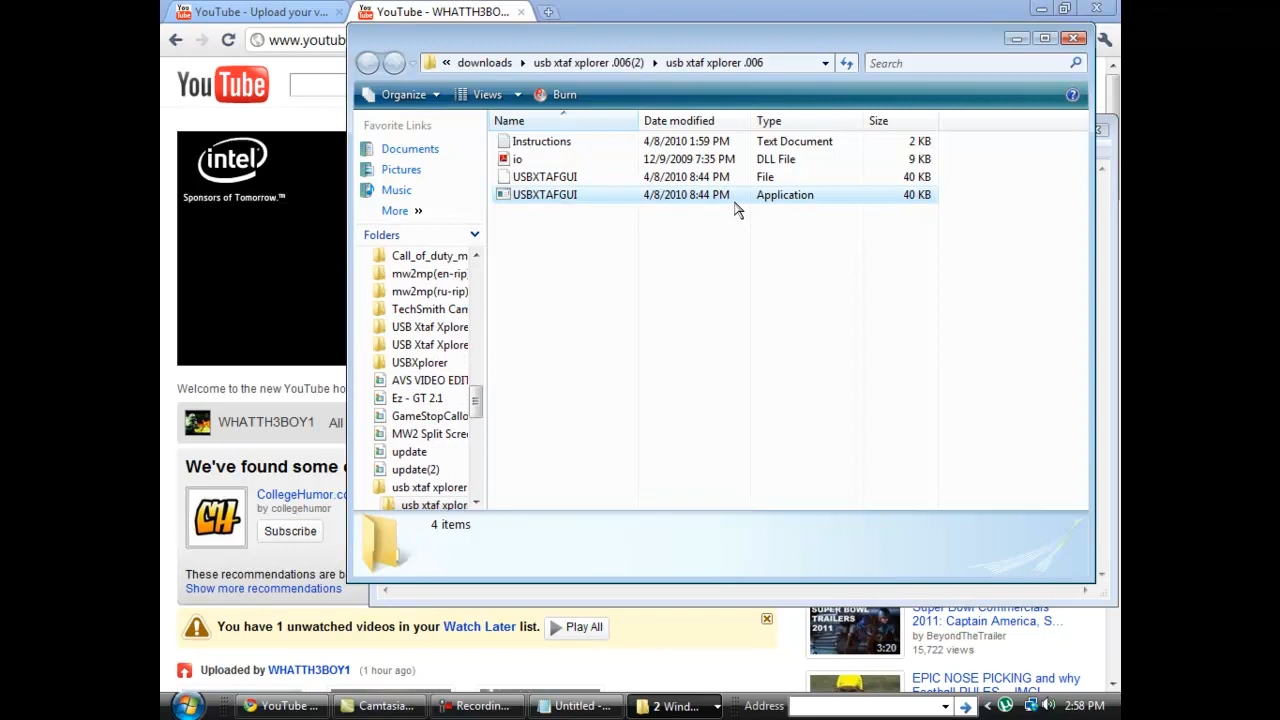 YouTube - Upload your v...
YouTube - WHATTH3BO...
www.youtub
YouTube
« downloads usb xtaf xplorer .006(2) usb xtaf xplorer .006
Search
Organize Views Burn
Favorite Links
Documents
Pictures
Music
More »
Folders
Call_of_duty_m
mw2mp(en-rip)
mw2mp(ru-rip)
TechSmith Cam
USB Xtaf Xplore
USB Xtaf Xplore
USBXplorer
AVS VIDEO EDIT
Ez - GT 2.1
GameStopCallo
MW2 Split Scree
update
update(2)
usb xtaf xplorer
usb xtaf xplor
Name Date modified Type Size
Instructions 4/8/2010 1:59 PM Text Document 2 KB
io 12/9/2009 7:35 PM DLL File 9 KB
USBXTAFGUI 4/8/2010 8:44 PM File 40 KB
USBXTAFGUI 4/8/2010 8:44 PM Application 40 KB
4 items
intel
Sponsors of Tomorrow.™
Welcome to the new YouTube ho
WHATTH3BOY1 All
We've found some
CollegeHumor.co
by collegehumor
CH
Subscribe
These recommendations are b
Show more recommendations
You have 1 unwatched videos in your Watch Later list. Play All
Uploaded by WHATTH3BOY1 (1 hour ago)
SUPER BOWL
TRAILERS
2011
3:20
Super Bowl Commercials
2011: Captain America, S...
by BeyondTheTrailer
15,722 views
EPIC NOSE PICKING and why
YouTube ...
Camtasia...
Recordin...
Untitled - ...
2 Wind...
Address
2:58 PM